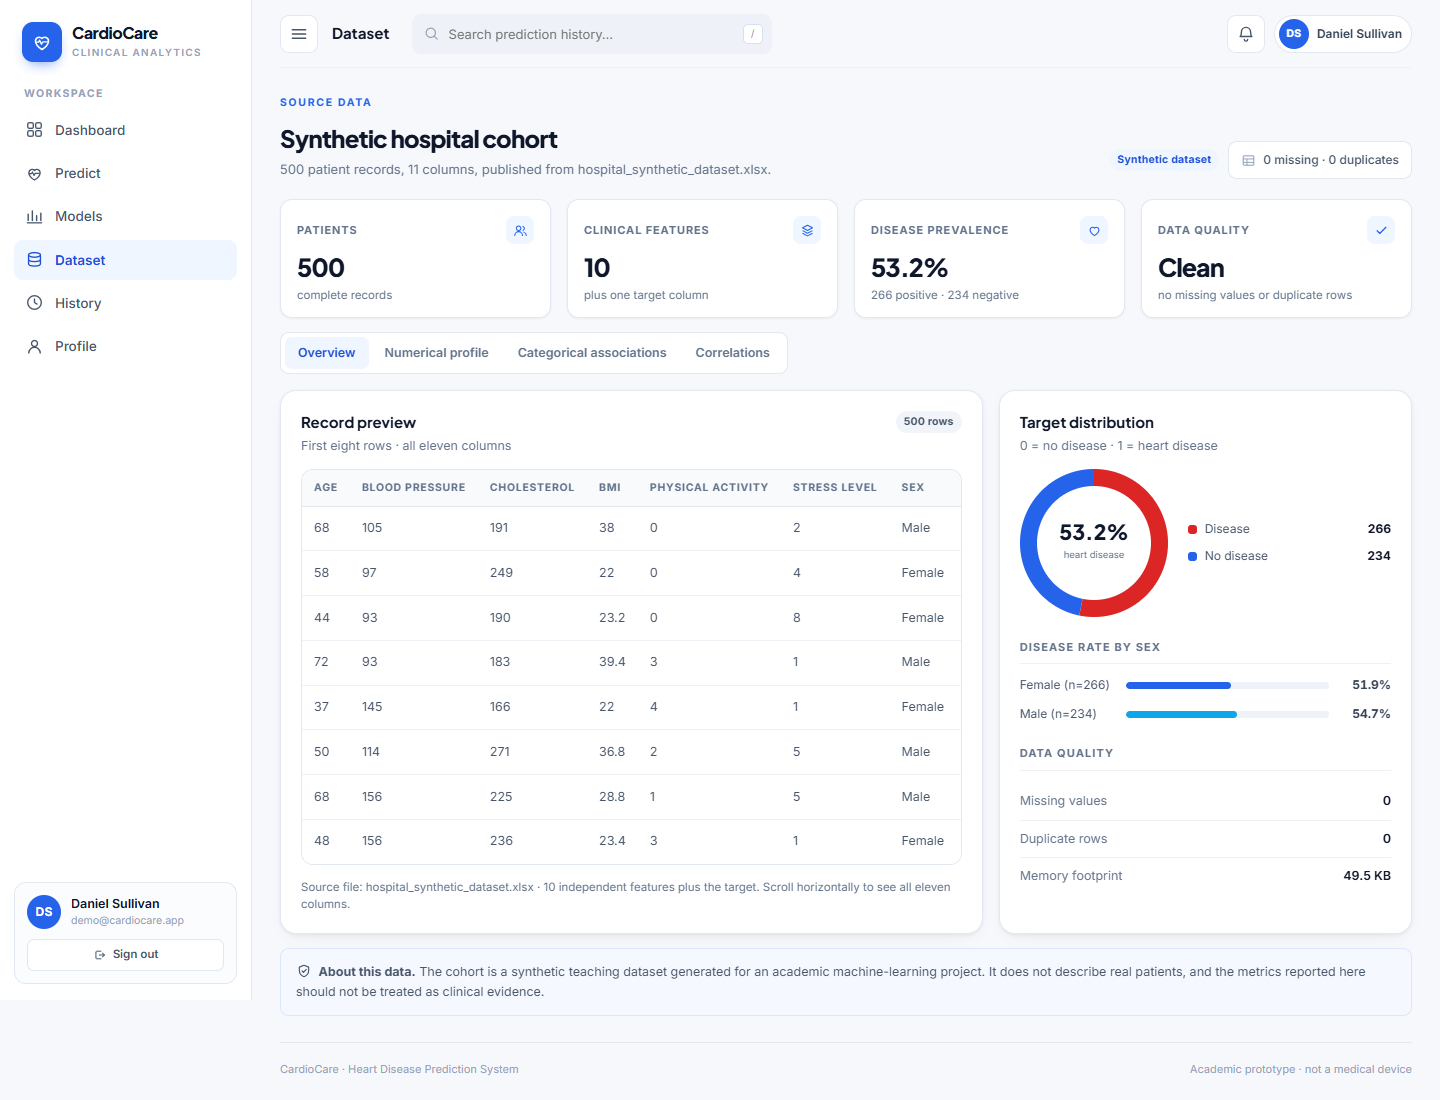 CardioCare
CLINICAL ANALYTICS
WORKSPACE
Dashboard
Predict
Models
Dataset
History
Profile
DS
Daniel Sullivan
demo@cardiocare.app
Sign out
Dataset
Search prediction history...
/
DS
Daniel Sullivan
SOURCE DATA
Synthetic hospital cohort
500 patient records, 11 columns, published from hospital_synthetic_dataset.xlsx.
Synthetic dataset
0 missing · 0 duplicates
PATIENTS
500
complete records
CLINICAL FEATURES
10
plus one target column
DISEASE PREVALENCE
53.2%
266 positive · 234 negative
DATA QUALITY
Clean
no missing values or duplicate rows
Overview
Numerical profile
Categorical associations
Correlations
Record preview
500 rows
First eight rows · all eleven columns
AGE BLOOD PRESSURE CHOLESTEROL BMI PHYSICAL ACTIVITY STRESS LEVEL SEX
68 105 191 38 0 2 Male
58 97 249 22 0 4 Female
44 93 190 23.2 0 8 Female
72 93 183 39.4 3 1 Male
37 145 166 22 4 1 Female
50 114 271 36.8 2 5 Male
68 156 225 28.8 1 5 Male
48 156 236 23.4 3 1 Female
Source file: hospital_synthetic_dataset.xlsx · 10 independent features plus the target. Scroll horizontally to see all eleven
columns.
Target distribution
0 = no disease · 1 = heart disease
53.2%
heart disease
Disease 266
No disease 234
DISEASE RATE BY SEX
Female (n=266) 51.9%
Male (n=234) 54.7%
DATA QUALITY
Missing values 0
Duplicate rows 0
Memory footprint 49.5 KB
About this data. The cohort is a synthetic teaching dataset generated for an academic machine-learning project. It does not describe real patients, and the metrics reported here
should not be treated as clinical evidence.
CardioCare · Heart Disease Prediction System
Academic prototype · not a medical device